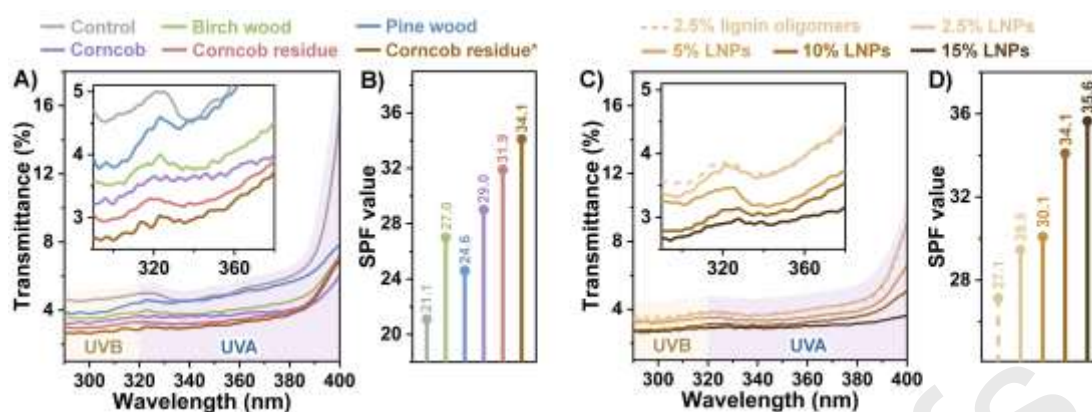 Control Birch wood Pine wood
Corncob Corncob residue Corncob residue*
2.5% lignin oligomers 2.5% LNPs
5% LNPs 10% LNPs 15% LNPs
A)
Transmittance (%)
16
12
8
4
5
4
3
320 360
UVB UVA
300 320 340 360 380 400
Wavelength (nm)
B)
SPF value
36
32
28
24
20
21.1
27.0
24.6
29.0
31.9
34.1
C)
Transmittance (%)
16
12
8
4
5
4
3
320 360
UVB UVA
300 320 340 360 380 400
Wavelength (nm)
D)
SPF value
36
32
28
27.1
30.1
34.1
35.6